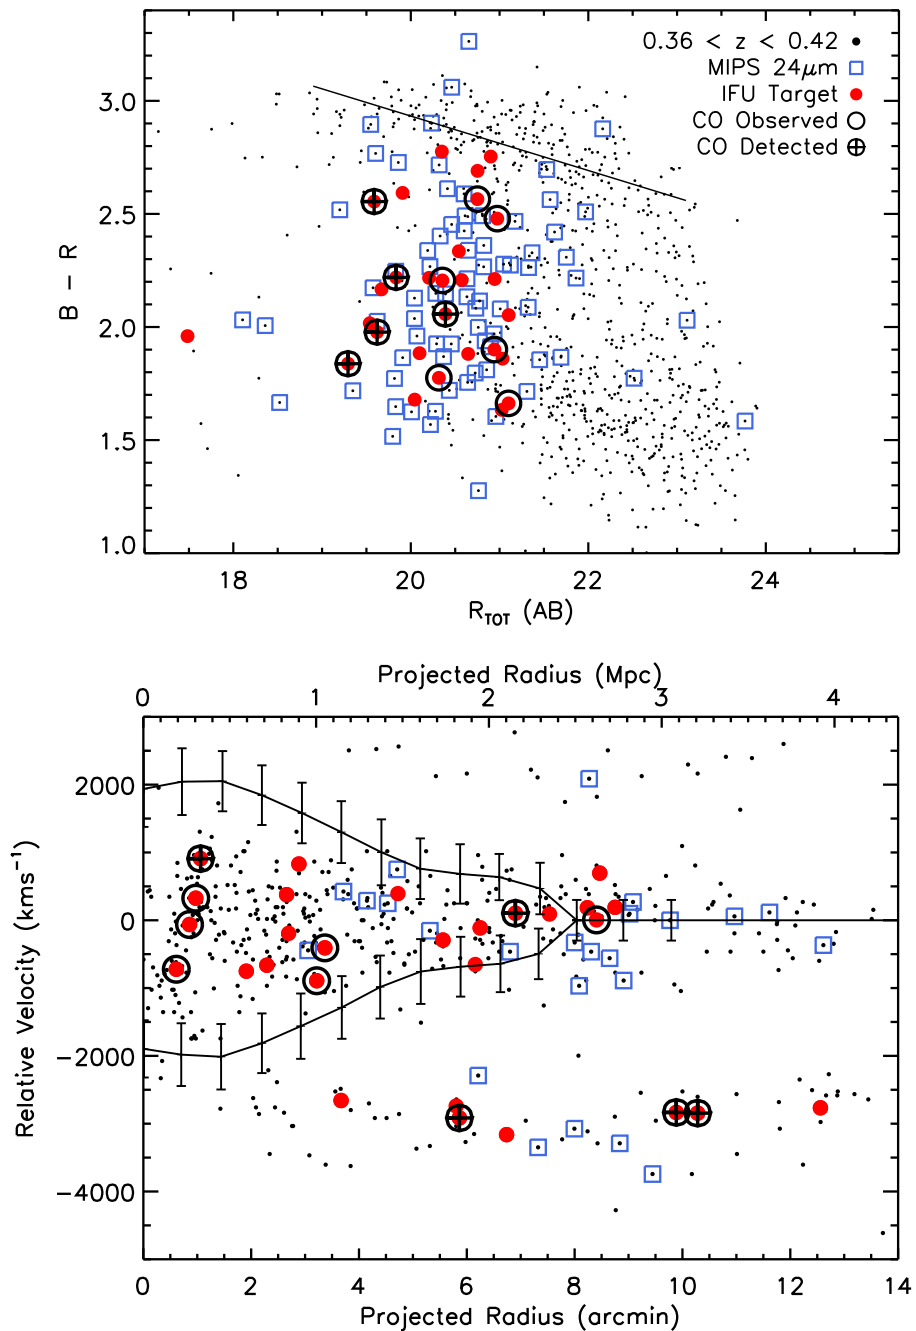 0.36 < z < 0.42
MIPS 24μm
IFU Target
CO Observed
CO Detected
3.0
2.5
2.0
1.5
1.0
B − R
18 20 22 24
R_TOT (AB)
Projected Radius (Mpc)
0 1 2 3 4
2000
0
−2000
−4000
Relative Velocity (kms⁻¹)
0 2 4 6 8 10 12 14
Projected Radius (arcmin)